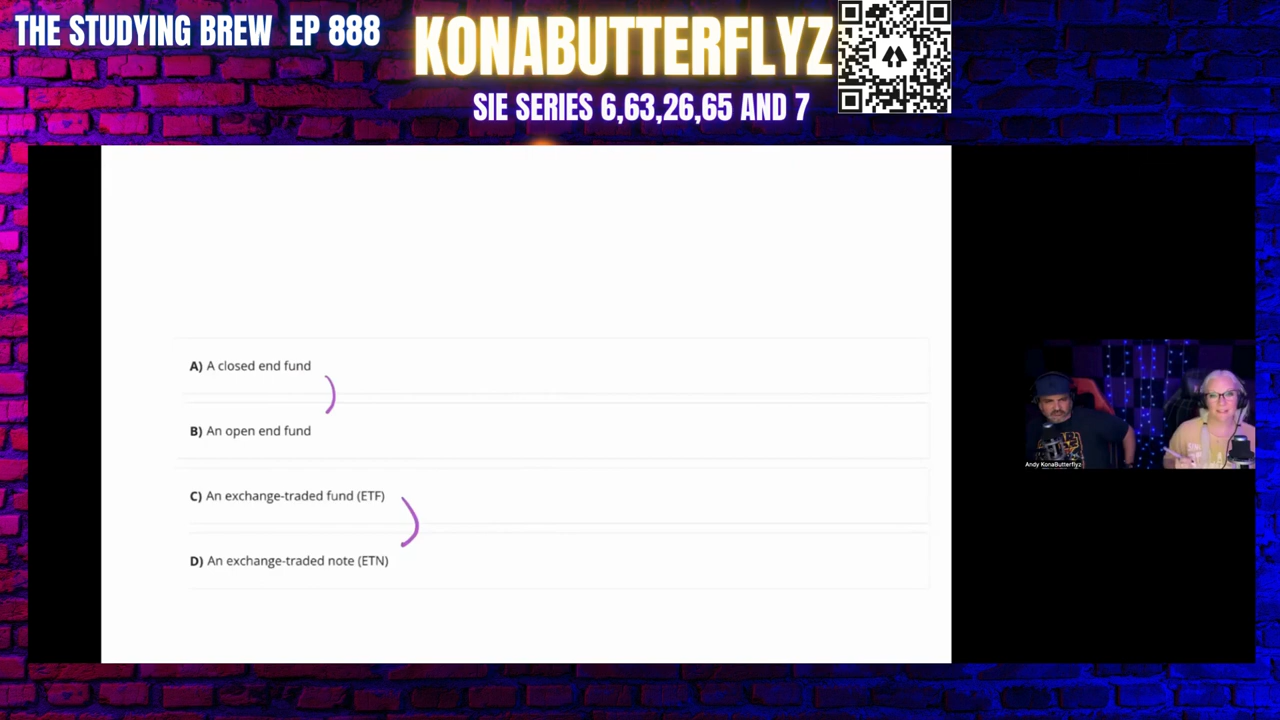 THE STUDYING BREW EP 888
KONABUTTERFLYZ
SIE SERIES 6,63,26,65 AND 7
A) A closed end fund
B) An open end fund
C) An exchange-traded fund (ETF)
D) An exchange-traded note (ETN)
Andy KonaButterflyz